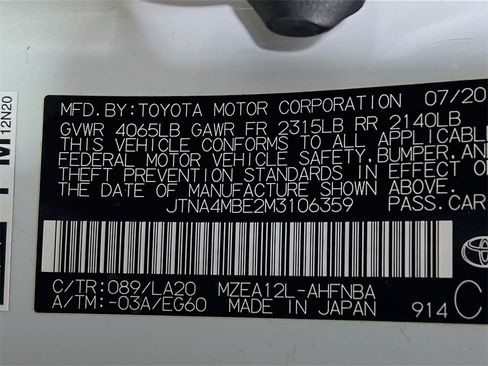 12N20
MFD. BY: TOYOTA MOTOR CORPORATION 07/20
GVWR 4065LB GAWR FR 2315LB RR 2140LB
THIS VEHICLE CONFORMS TO ALL APPLICABLE
FEDERAL MOTOR VEHICLE SAFETY, BUMPER, AND
THEFT PREVENTION STANDARDS IN EFFECT
ON THE DATE OF MANUFACTURE SHOWN ABOVE.
JTNA4MBE2M3106359 PASS. CAR
C/TR: 089/LA20 MZEA12L-AHFNBA
A/TM: -03A/EG60 MADE IN JAPAN 914 C